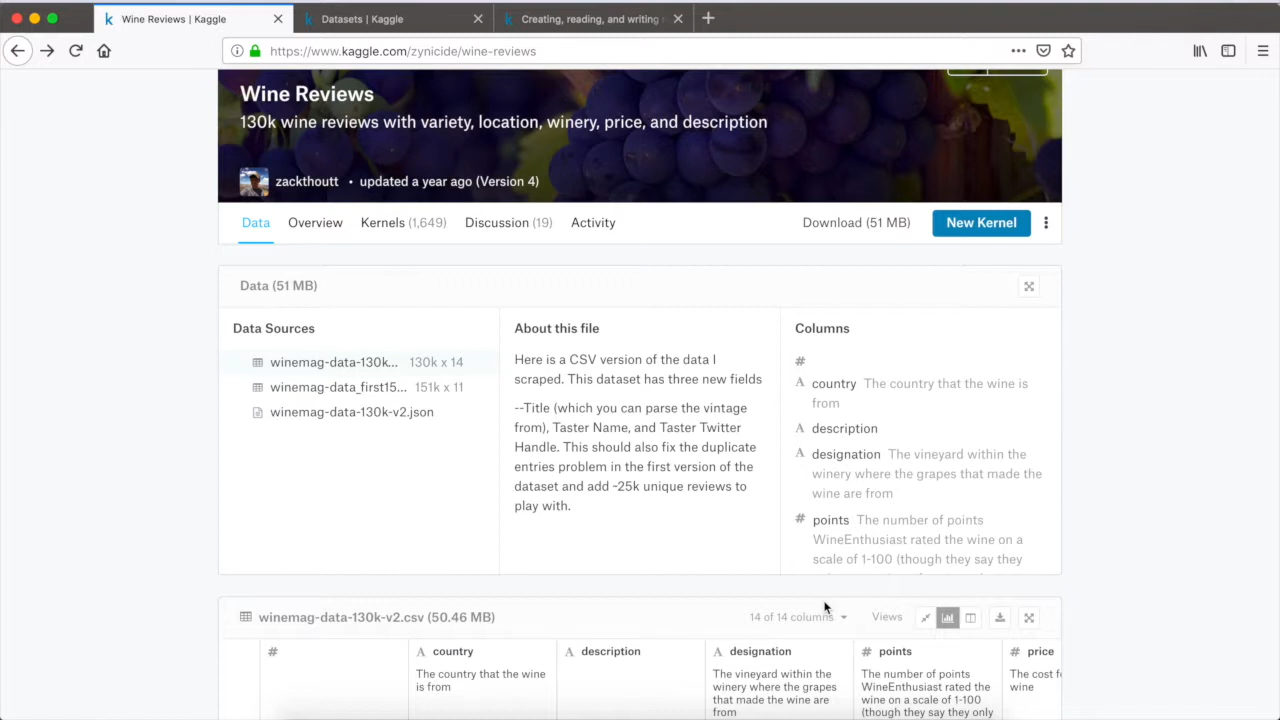 Wine Reviews | Kaggle
Datasets | Kaggle
Creating, reading, and writing
https://www.kaggle.com/zynicide/wine-reviews
Wine Reviews
130k wine reviews with variety, location, winery, price, and description
zackthoutt • updated a year ago (Version 4)
Data Overview Kernels (1,649) Discussion (19) Activity Download (51 MB) New Kernel
Data (51 MB)
Data Sources
winemag-data-130k... 130k x 14
winemag-data_first15... 151k x 11
winemag-data-130k-v2.json
About this file
Here is a CSV version of the data I
scraped. This dataset has three new fields
--Title (which you can parse the vintage
from), Taster Name, and Taster Twitter
Handle. This should also fix the duplicate
entries problem in the first version of the
dataset and add ~25k unique reviews to
play with.
Columns
#
A country The country that the wine is
from
A description
A designation The vineyard within the
winery where the grapes that made the
wine are from
# points The number of points
WineEnthusiast rated the wine on a
scale of 1-100 (though they say they
winemag-data-130k-v2.csv (50.46 MB)
14 of 14 columns Views
# A country A description A designation # points # price
The country that the wine
is from
The vineyard within the
winery where the grapes
that made the wine are
from
The number of points
WineEnthusiast rated the
wine on a scale of 1-100
(though they say they only
The cost
wine